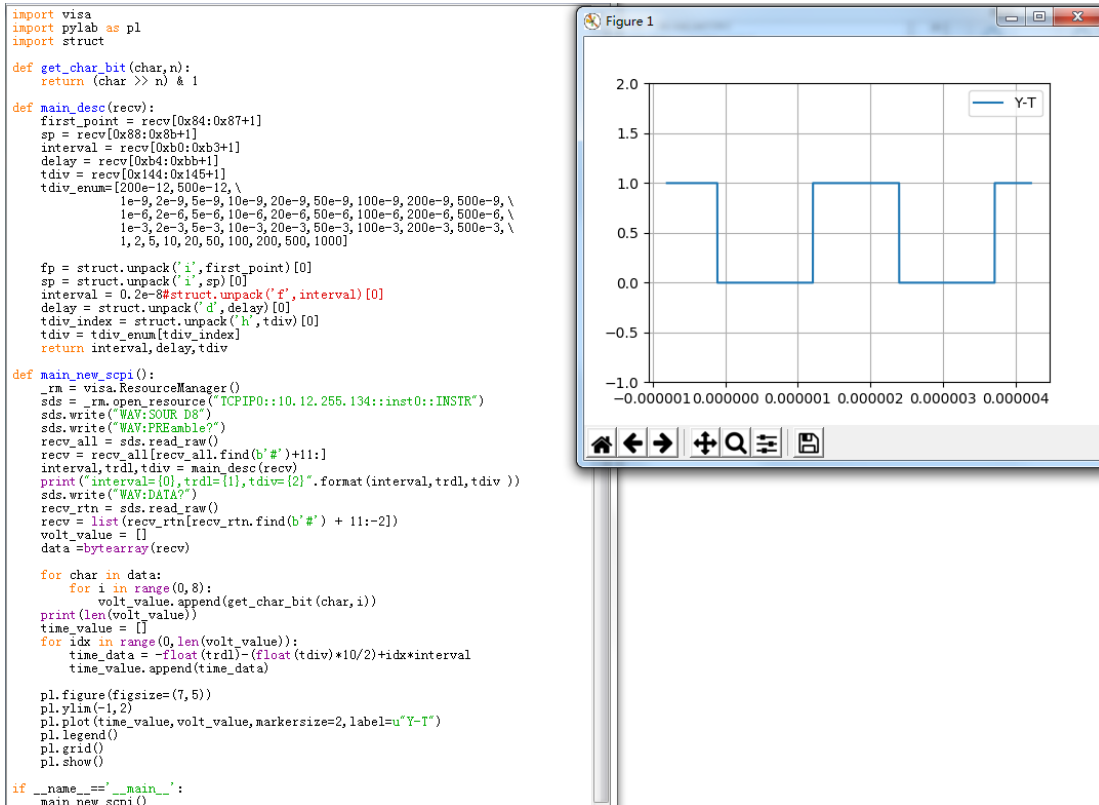 import visa
import pylab as pl
import struct

def get_char_bit(char,n):
    return (char >> n) & 1

def main_desc(recv):
    first_point = recv[0x84:0x87+1]
    sp = recv[0x88:0x8b+1]
    interval = recv[0xb0:0xb3+1]
    delay = recv[0xb4:0xbb+1]
    tdiv = recv[0x144:0x145+1]
    tdiv_enum=[200e-12,500e-12,\
               1e-9,2e-9,5e-9,10e-9,20e-9,50e-9,100e-9,200e-9,500e-9,\
               1e-6,2e-6,5e-6,10e-6,20e-6,50e-6,100e-6,200e-6,500e-6,\
               1e-3,2e-3,5e-3,10e-3,20e-3,50e-3,100e-3,200e-3,500e-3,\
               1,2,5,10,20,50,100,200,500,1000]

    fp = struct.unpack('i',first_point)[0]
    sp = struct.unpack('i',sp)[0]
    interval = 0.2e-8#struct.unpack('f',interval)[0]
    delay = struct.unpack('d',delay)[0]
    tdiv_index = struct.unpack('h',tdiv)[0]
    tdiv = tdiv_enum[tdiv_index]
    return interval,delay,tdiv

def main_new_scpi():
    _rm = visa.ResourceManager()
    sds = _rm.open_resource("TCPIP0::10.12.255.134::inst0::INSTR")
    sds.write("WAV:SOUR D8")
    sds.write("WAV:PREamble?")
    recv_all = sds.read_raw()
    recv = recv_all[recv_all.find(b'#')+11:]
    interval,trdl,tdiv = main_desc(recv)
    print("interval={0},trdl={1},tdiv={2}".format(interval,trdl,tdiv ))
    sds.write("WAV:DATA?")
    recv_rtn = sds.read_raw()
    recv = list(recv_rtn[recv_rtn.find(b'#') + 11:-2])
    volt_value = []
    data =bytearray(recv)

    for char in data:
        for i in range(0,8):
            volt_value.append(get_char_bit(char,i))
    print(len(volt_value))
    time_value = []
    for idx in range(0,len(volt_value)):
        time_data = -float(trdl)-(float(tdiv)*10/2)+idx*interval
        time_value.append(time_data)

    pl.figure(figsize=(7,5))
    pl.ylim(-1,2)
    pl.plot(time_value,volt_value,markersize=2,label=u"Y-T")
    pl.legend()
    pl.grid()
    pl.show()

if __name__=='__main__':
    main_new_scpi()
Figure 1
2.0
1.5
1.0
0.5
0.0
−0.5
−1.0
Y-T
−0.000001 0.000000 0.000001 0.000002 0.000003 0.000004